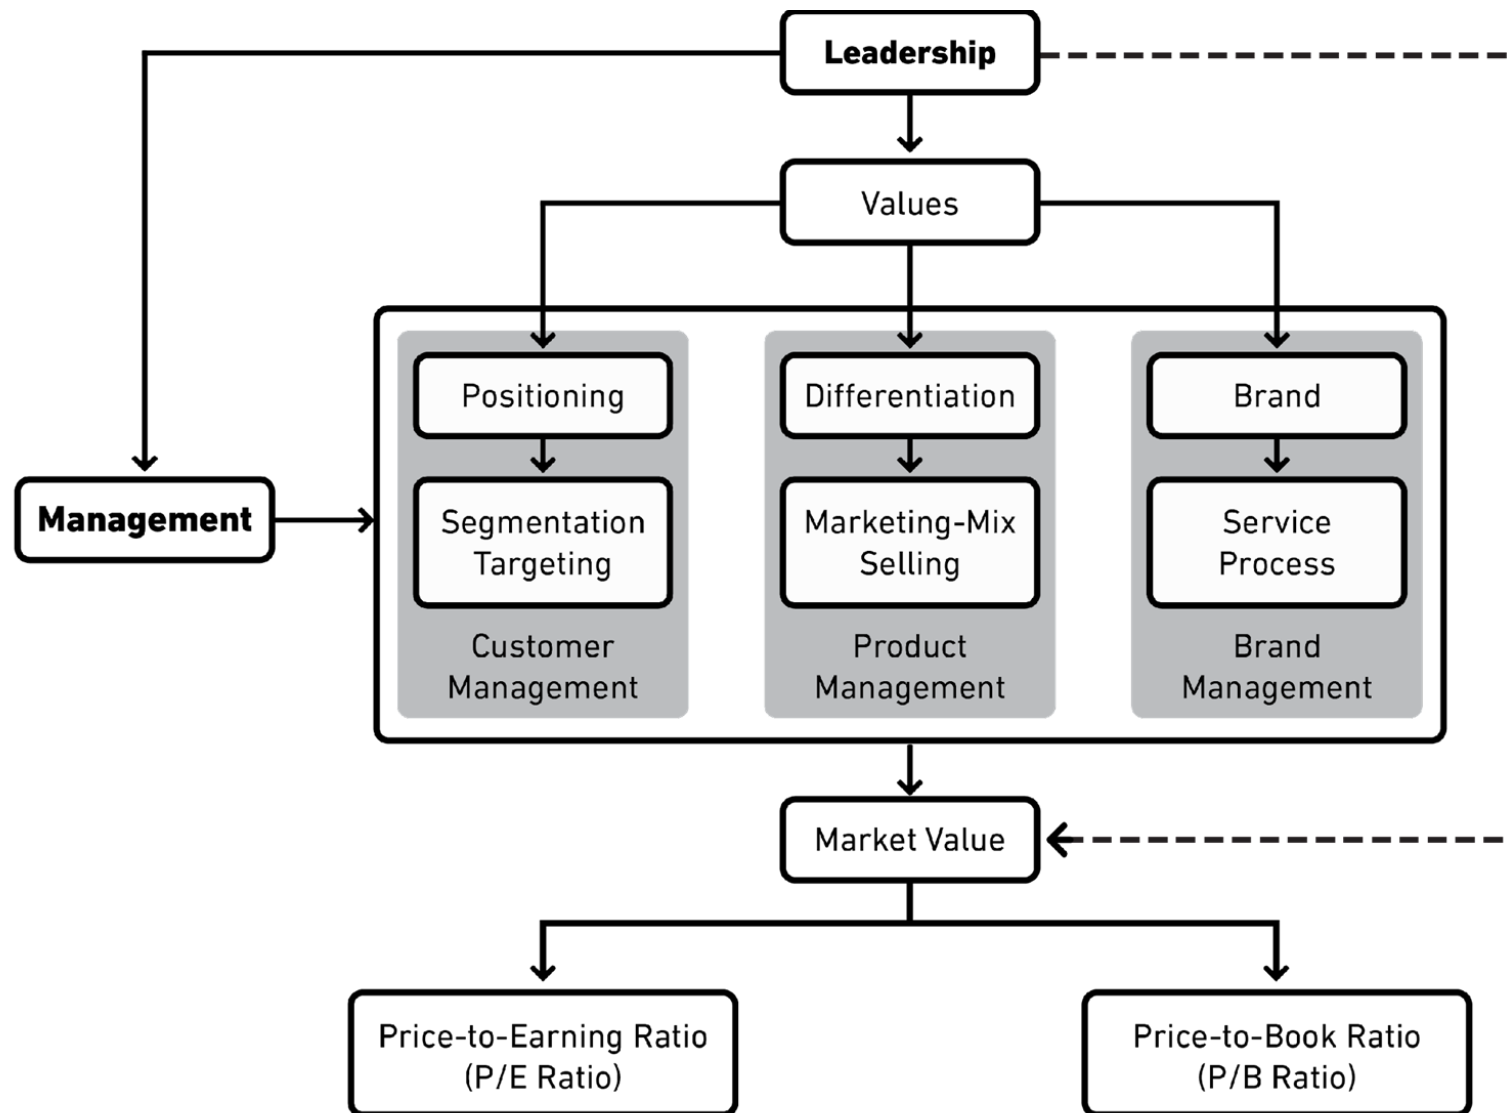 Leadership
Values
Positioning
Differentiation
Brand
Management
Segmentation
Targeting
Marketing-Mix
Selling
Service
Process
Customer
Management
Product
Management
Brand
Management
Market Value
Price-to-Earning Ratio
(P/E Ratio)
Price-to-Book Ratio
(P/B Ratio)